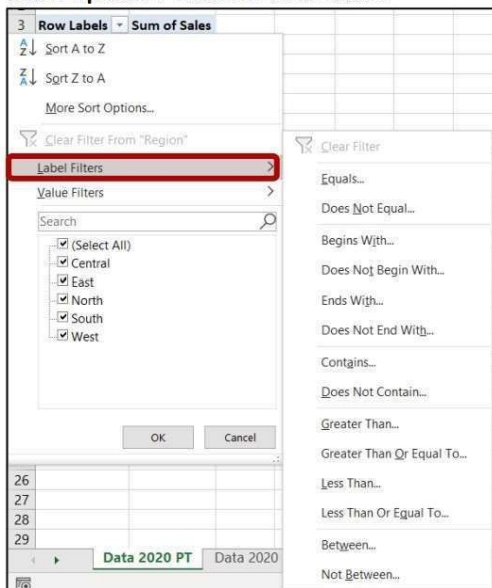 3 Row Labels Sum of Sales
Sort A to Z
Sort Z to A
More Sort Options...
Clear Filter From "Region"
Label Filters
Value Filters
Search
(Select All)
Central
East
North
South
West
OK Cancel
Clear Filter
Equals...
Does Not Equal...
Begins With...
Does Not Begin With...
Ends With...
Does Not End With...
Contains...
Does Not Contain...
Greater Than...
Greater Than Or Equal To...
Less Than...
Less Than Or Equal To...
Between...
Not Between...
26
27
28
29
Data 2020 PT Data 2020